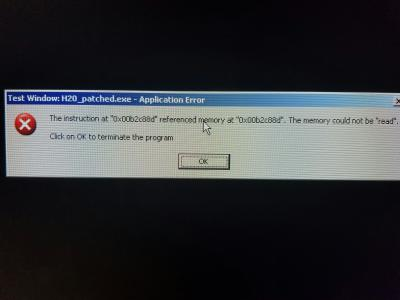 Test Window: H20_patched.exe - Application Error
The instruction at "0x00b2c88d" referenced memory at "0x00b2c88d". The memory could not be "read".
Click on OK to terminate the program
OK